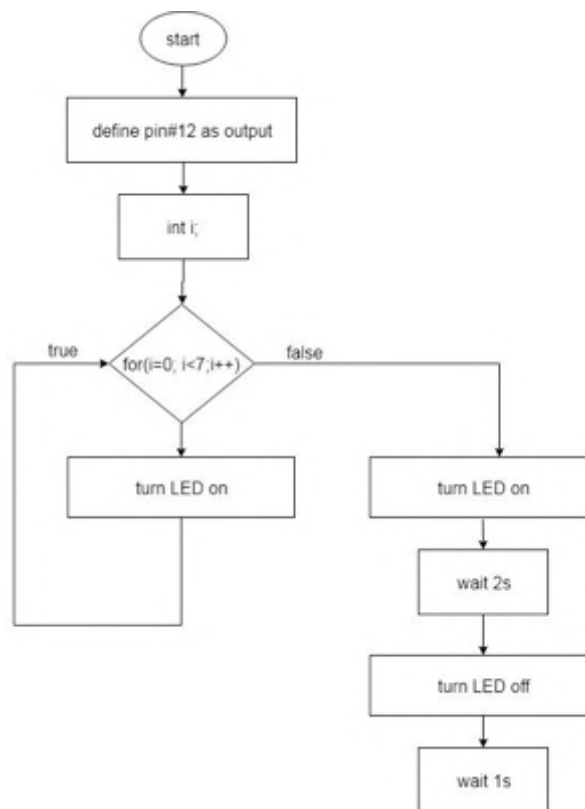 start
define pin#12 as output
int i;
true
for(i=0; i<7;i++)
false
turn LED on
turn LED on
wait 2s
turn LED off
wait 1s